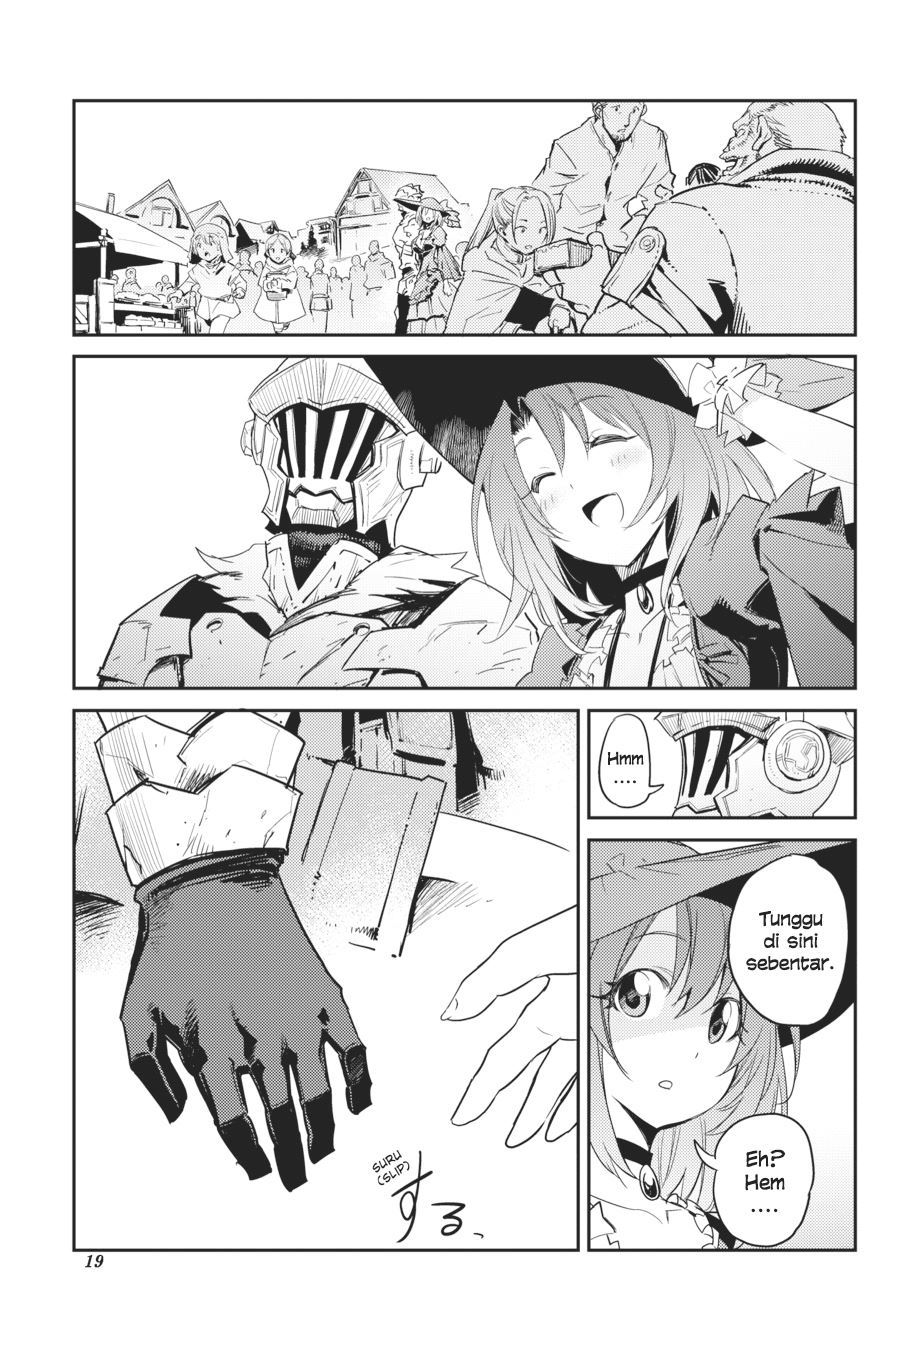 Hmm
....
Tunggu
di sini
sebentar.
Eh?
Hem
....
SURU
(SLIP)
する、
19